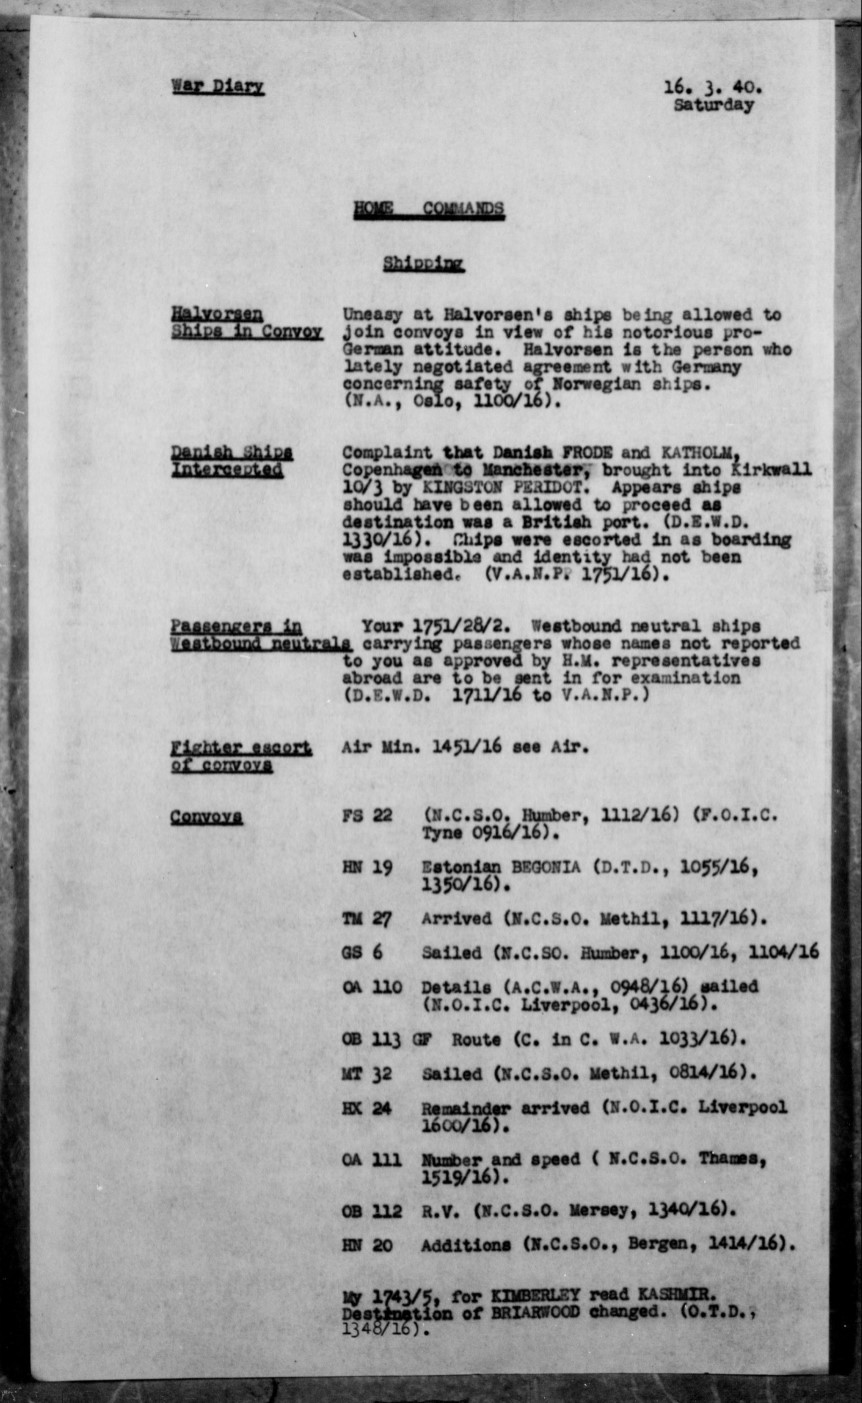 War Diary
16. 3. 40.
Saturday
HOME COMMANDS
Shipping
Halvorsen
Ships in Convoy
Uneasy at Halvorsen's ships being allowed to
join convoys in view of his notorious pro-
German attitude. Halvorsen is the person who
lately negotiated agreement with Germany
concerning safety of Norwegian ships.
(N.A., Oslo, 1100/16).
Danish Ships
Intercepted
Complaint that Danish FRODE and KATHOLM,
Copenhagen to Manchester, brought into Kirkwall
10/3 by KINGSTON PERIDOT. Appears ships
should have been allowed to proceed as
destination was a British port. (D.E.W.D.
1330/16). Ships were escorted in as boarding
was impossible and identity had not been
established. (V.A.N.P. 1751/16).
Passengers in
Westbound neutrals
Your 1751/28/2. Westbound neutral ships
carrying passengers whose names not reported
to you as approved by H.M. representatives
abroad are to be sent in for examination
(D.E.W.D. 1711/16 to V.A.N.P.)
Fighter escort
of convoys
Air Min. 1451/16 see Air.
Convoys
FS 22 (N.C.S.O. Humber, 1112/16) (F.O.I.C.
Tyne 0916/16).
HN 19 Estonian BEGONIA (D.T.D., 1055/16,
1350/16).
TM 27 Arrived (N.C.S.O. Methil, 1117/16).
GS 6 Sailed (N.C.SO. Humber, 1100/16, 1104/16
OA 110 Details (A.C.W.A., 0948/16) sailed
(N.O.I.C. Liverpool, 0436/16).
OB 113 GF Route (C. in C. W.A. 1033/16).
MT 32 Sailed (N.C.S.O. Methil, 0814/16).
HX 24 Remainder arrived (N.O.I.C. Liverpool
1600/16).
OA 111 Number and speed ( N.C.S.O. Thames,
1519/16).
OB 112 R.V. (N.C.S.O. Mersey, 1340/16).
HN 20 Additions (N.C.S.O., Bergen, 1414/16).
My 1743/5, for KIMBERLEY read KASHMIR.
Destination of BRIARWOOD changed. (O.T.D.,
1348/16).